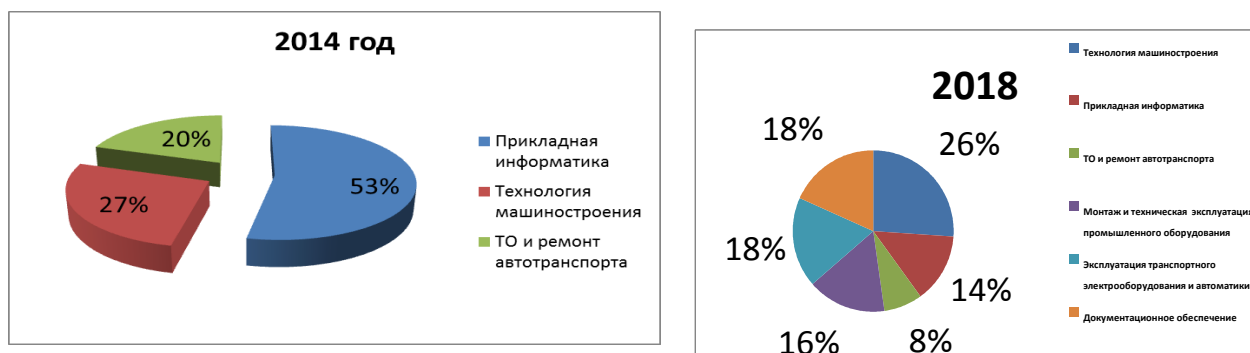 2014 год
20%
53%
27%
Прикладная
информатика
Технология
машиностроения
ТО и ремонт
автотранспорта
2018
18%
26%
18%
14%
16%
8%
Технология машиностроения
Прикладная информатика
ТО и ремонт автотранспорта
Монтаж и техническая эксплуатация
промышленного оборудования
Эксплуатация транспортного
электрооборудования и автоматики
Документационное обеспечение